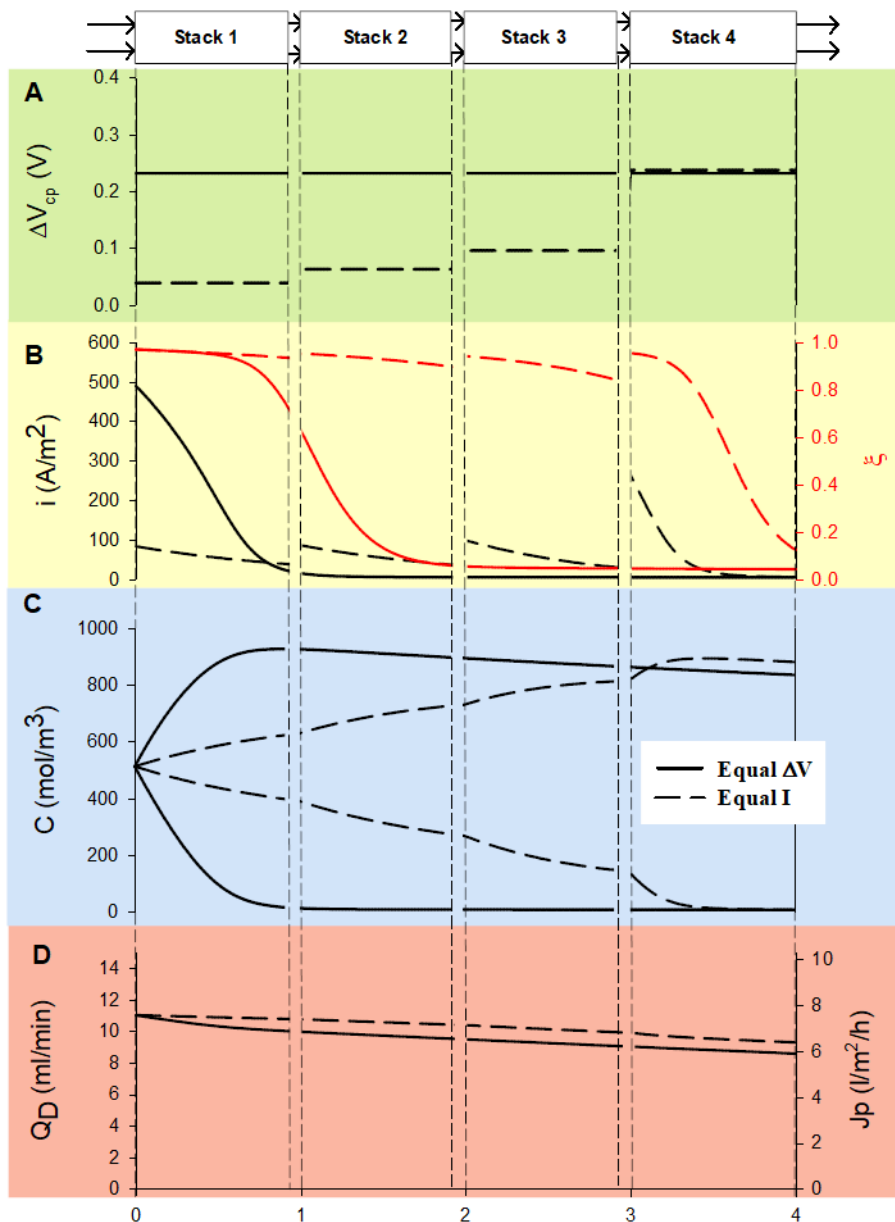 Stack 1 Stack 2 Stack 3 Stack 4
A
0.4
0.3
0.2
0.1
0.0
ΔVcp (V)
B
600
500
400
300
200
100
0
i (A/m2)
1.0
0.8
0.6
0.4
0.2
0.0
ξ
C
1000
800
600
400
200
0
C (mol/m3)
Equal ΔV
Equal I
D
14
12
10
8
6
4
2
0
QD (ml/min)
10
8
6
4
2
0
Jp (l/m2/h)
0 1 2 3 4